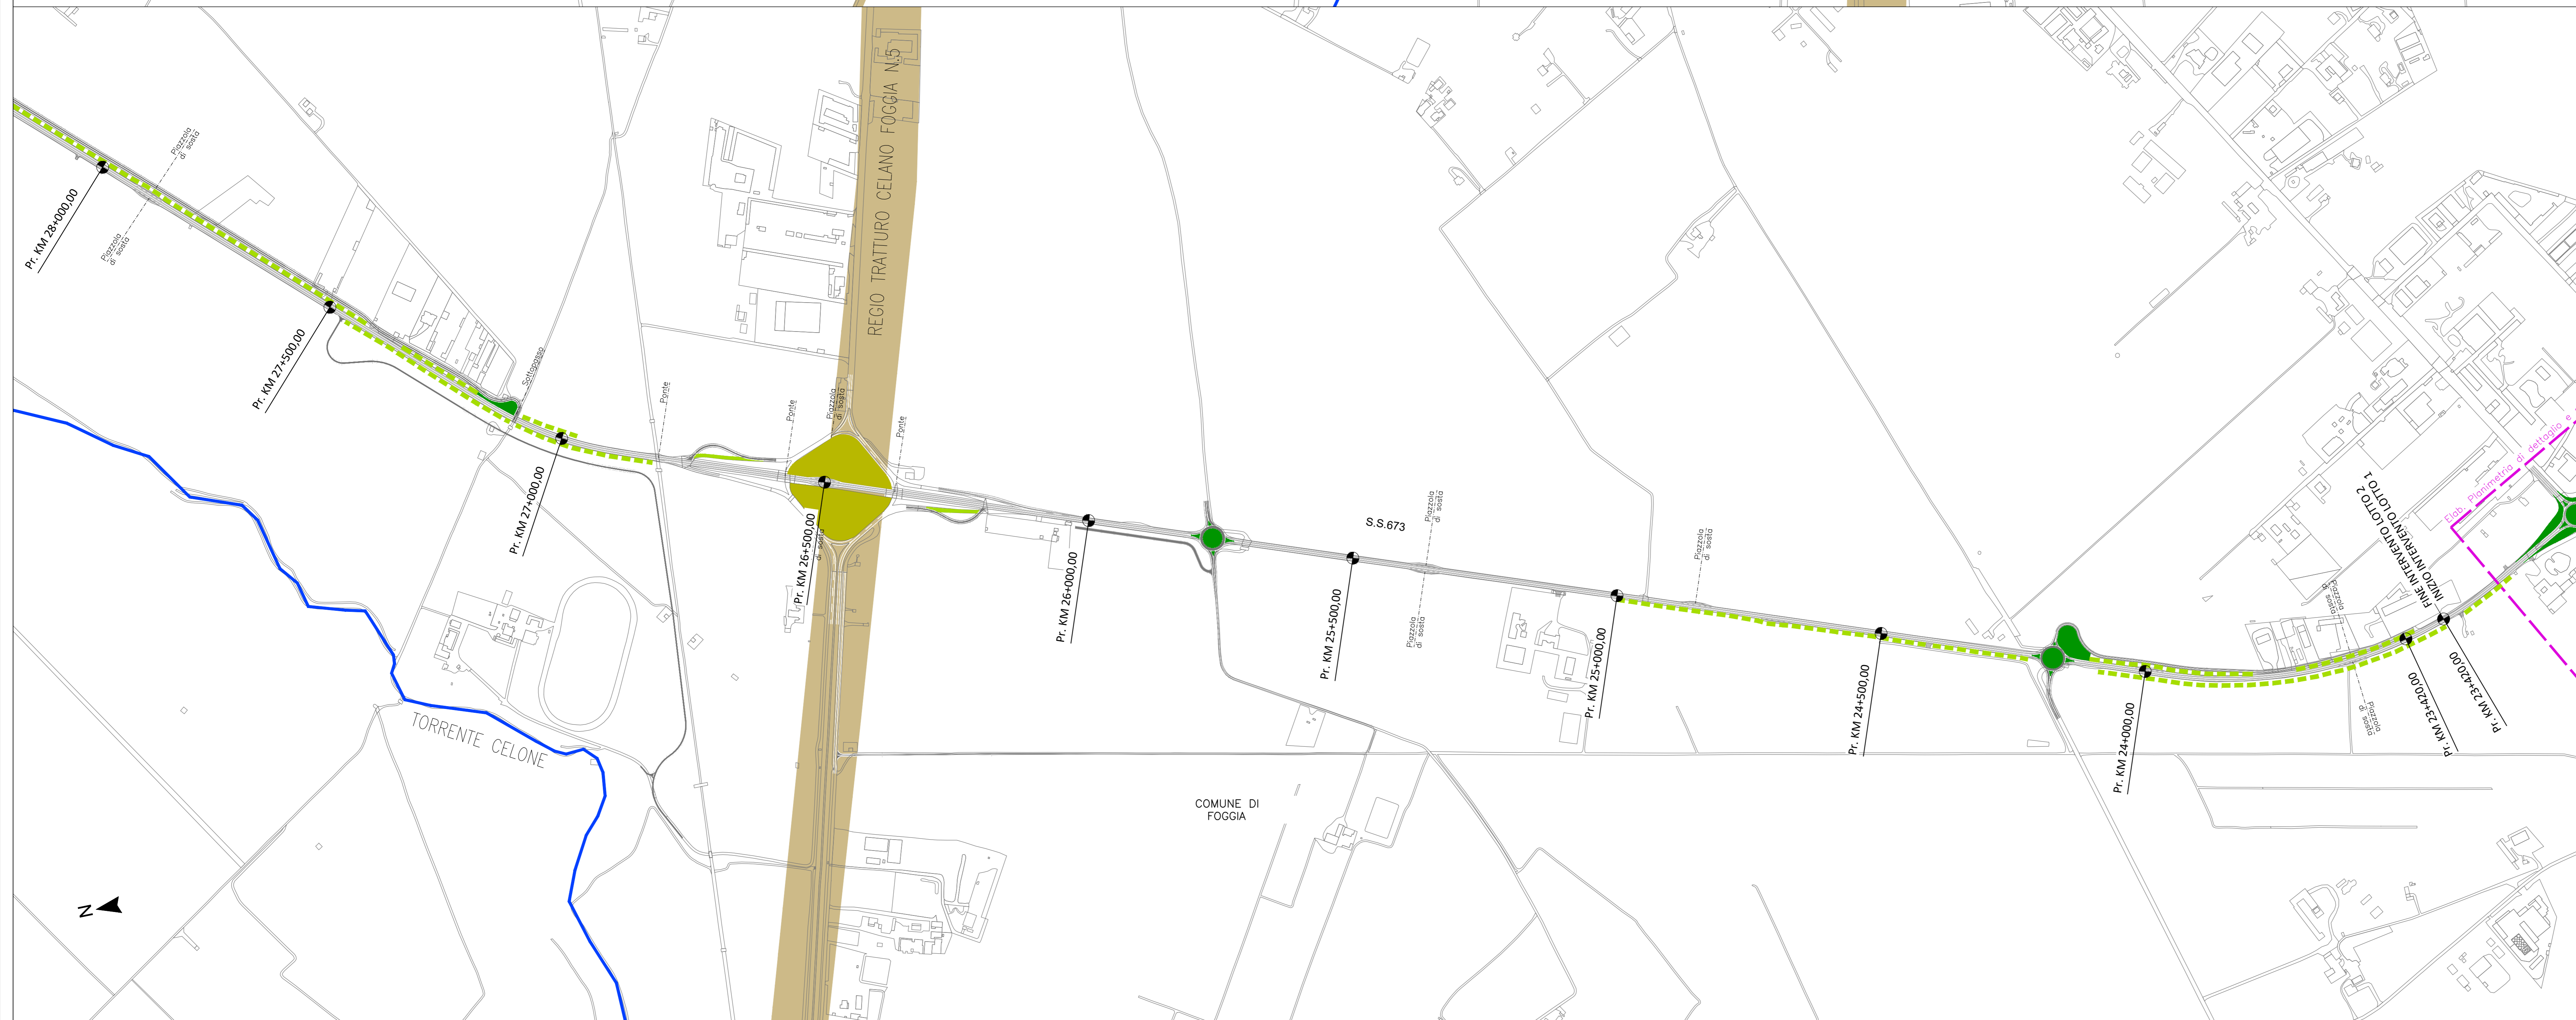 REGIO TRATTURO CELANO FOGGIA N.5
Piazzola
di sosta
Pr. KM 28+000,00
Piazzola
di sosta
Pr. KM 27+500,00
Sottopasso
Pr. KM 27+000,00
Ponte
Ponte
Piazzola
di sosta
Ponte
Pr. KM 26+500,00
di sosta
Pr. KM 26+000,00
S.S.673
Piazzola
di sosta
Piazzola
di sosta
Pr. KM 25+500,00
Piazzola
di sosta
Pr. KM 25+000,00
Pr. KM 24+500,00
Pr. KM 24+000,00
Piazzola
di sosta
Piazzola
di sosta
FINE INTERVENTO LOTTO 2
INIZIO INTERVENTO LOTTO 1
Elab. Planimetria di dettaglio e
Pr. KM 23+420,00
Pr. KM 23+420,00
TORRENTE CELONE
COMUNE DI
FOGGIA
N